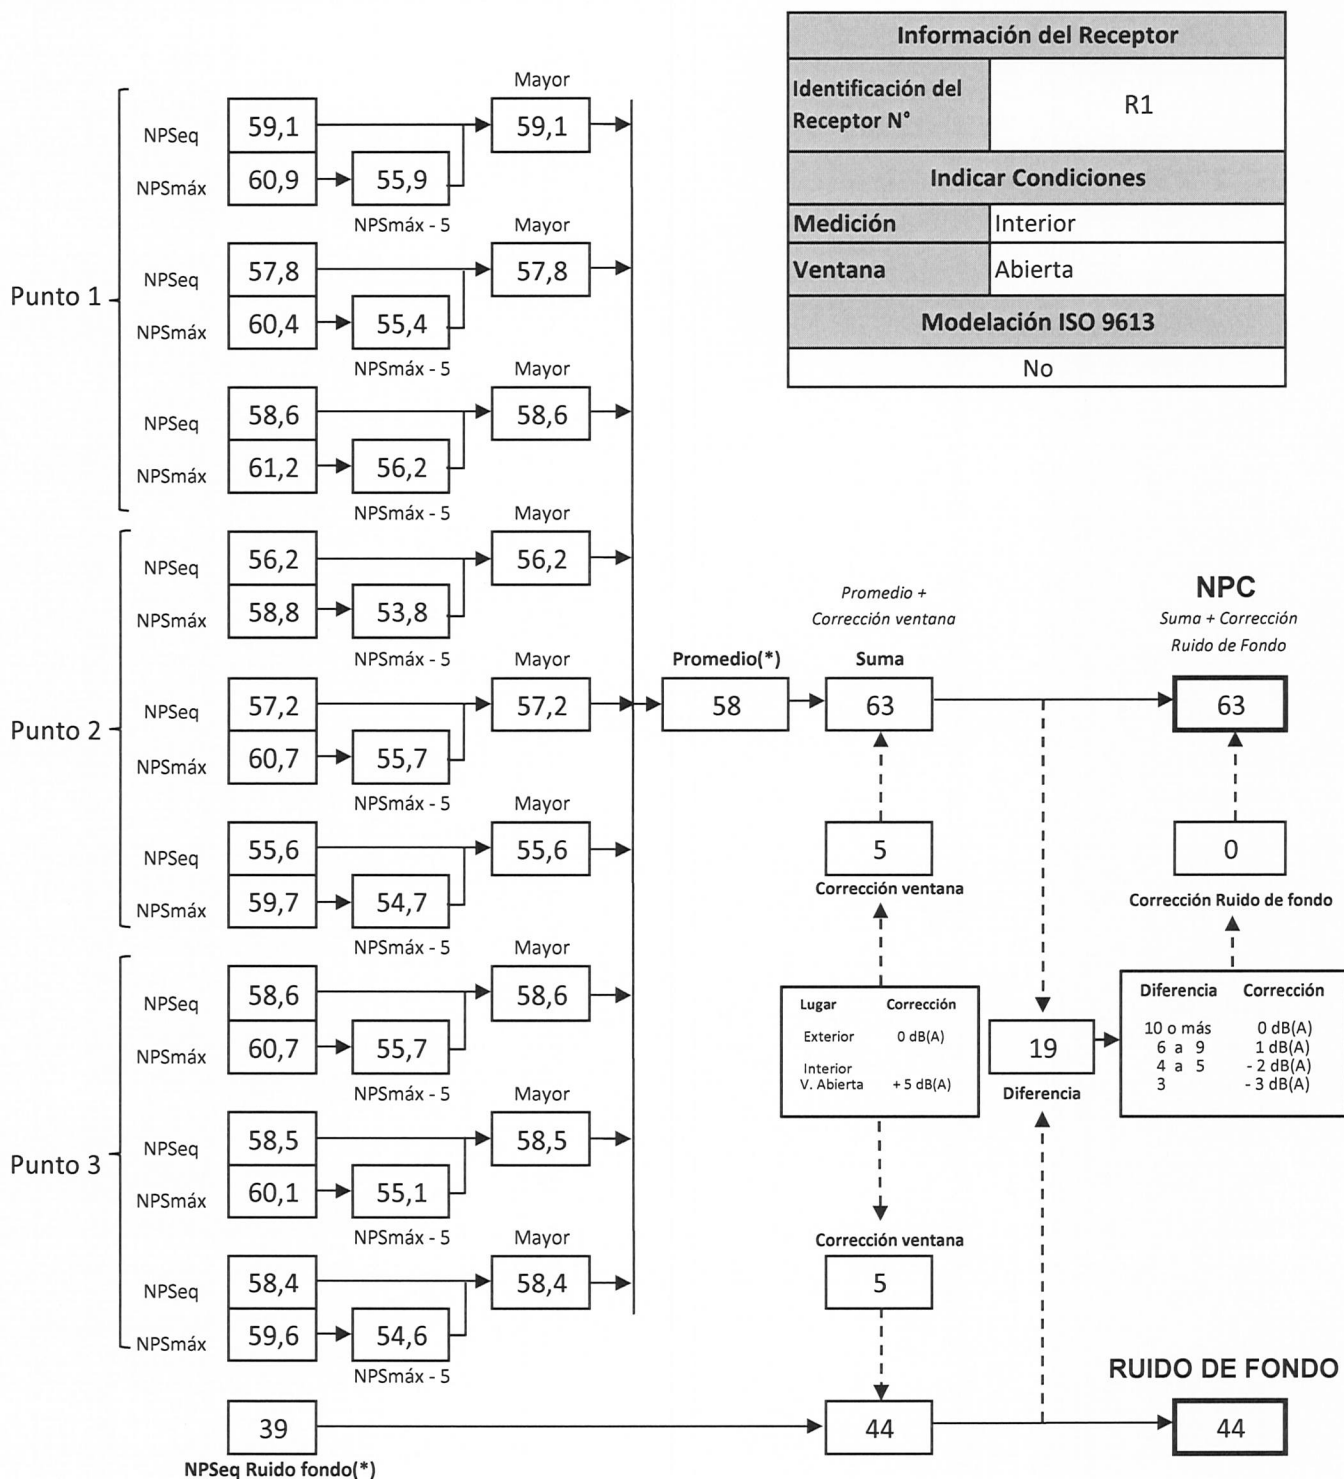 Información del Receptor
Identificación del
Receptor N°
R1
Indicar Condiciones
Medición Interior
Ventana Abierta
Modelación ISO 9613
No
Punto 1
Mayor
NPSeq 59,1 59,1
NPSmáx 60,9 55,9
NPSmáx - 5
Mayor
NPSeq 57,8 57,8
NPSmáx 60,4 55,4
NPSmáx - 5
Mayor
NPSeq 58,6 58,6
NPSmáx 61,2 56,2
NPSmáx - 5
Punto 2
Mayor
NPSeq 56,2 56,2
NPSmáx 58,8 53,8
NPSmáx - 5
Mayor
NPSeq 57,2 57,2
NPSmáx 60,7 55,7
NPSmáx - 5
Mayor
NPSeq 55,6 55,6
NPSmáx 59,7 54,7
NPSmáx - 5
Punto 3
Mayor
NPSeq 58,6 58,6
NPSmáx 60,7 55,7
NPSmáx - 5
Mayor
NPSeq 58,5 58,5
NPSmáx 60,1 55,1
NPSmáx - 5
Mayor
NPSeq 58,4 58,4
NPSmáx 59,6 54,6
NPSmáx - 5
39
NPSeq Ruido fondo(*)
Promedio(*)
58
Promedio +
Corrección ventana
Suma
63
5
Corrección ventana
Lugar Corrección
Exterior 0 dB(A)
Interior
V. Abierta + 5 dB(A)
Corrección ventana
5
44
19
Diferencia
NPC
Suma + Corrección
Ruido de Fondo
63
0
Corrección Ruido de fondo
Diferencia Corrección
10 o más 0 dB(A)
6 a 9 1 dB(A)
4 a 5 - 2 dB(A)
3 - 3 dB(A)
RUIDO DE FONDO
44